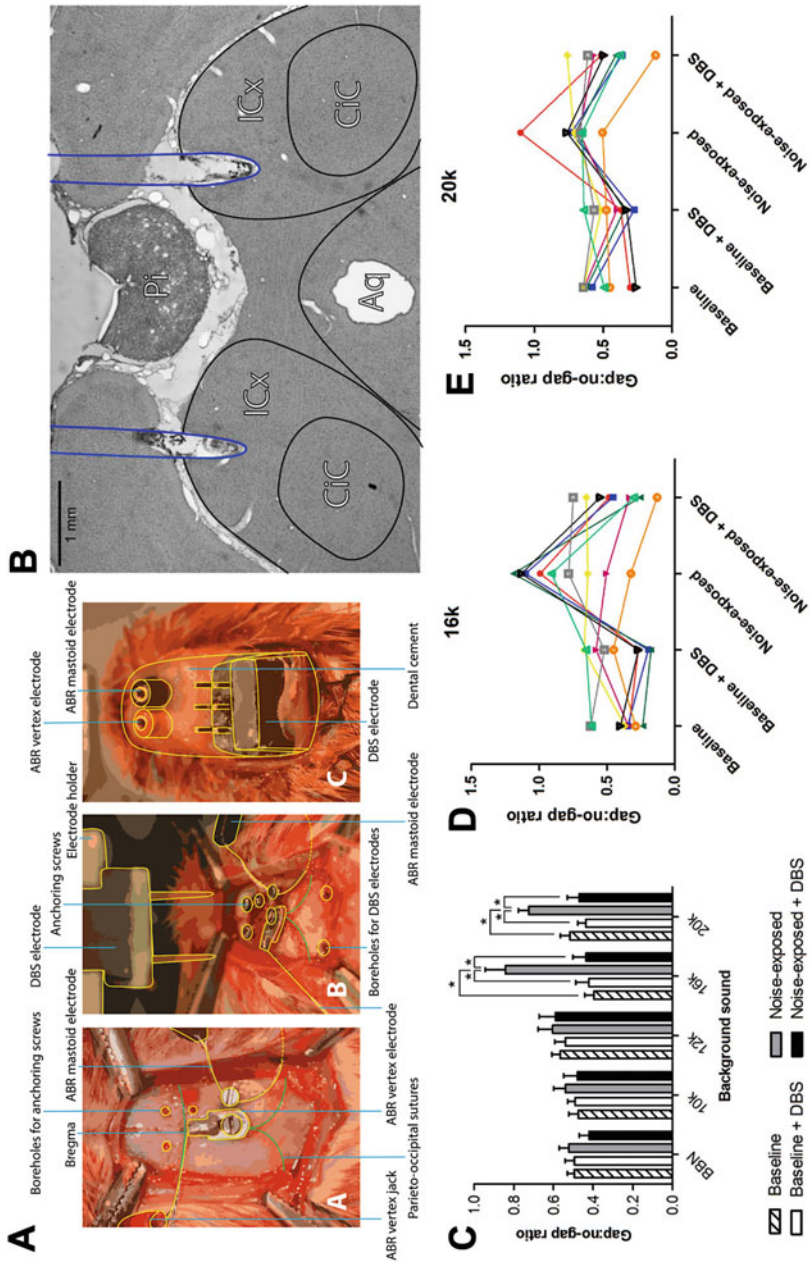 A
Boreholes for anchoring screws
Bregma
ABR mastoid electrode
A
ABR vertex jack
Parieto-occipital sutures
ABR vertex electrode
DBS electrode
Anchoring screws
Electrode holder
B
Boreholes for DBS electrodes
ABR mastoid electrode
ABR vertex electrode
ABR mastoid electrode
C
DBS electrode
Dental cement
B
1 mm
Pi
ICx
ICx
CiC
CiC
Aq
C
Gap:no-gap ratio
1.0
0.8
0.6
0.4
0.2
0.0
BBN
10k
12k
16k
20k
* * * *
* * * *
Background sound
Baseline
Noise-exposed
Baseline + DBS
Noise-exposed + DBS
D
16k
Gap:no-gap ratio
1.5
1.0
0.5
0.0
Baseline
Baseline + DBS
Noise-exposed
Noise-exposed + DBS
E
20k
Gap:no-gap ratio
1.5
1.0
0.5
0.0
Baseline
Baseline + DBS
Noise-exposed
Noise-exposed + DBS